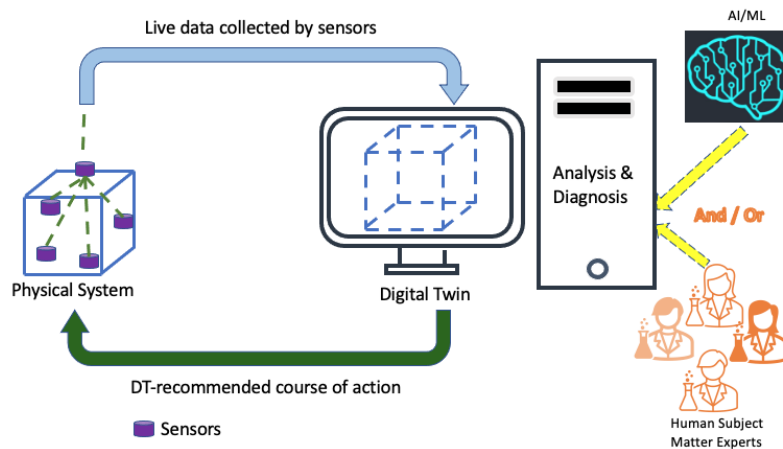 Live data collected by sensors
AI/ML
Analysis &
Diagnosis
And / Or
Physical System
Digital Twin
DT-recommended course of action
Sensors
Human Subject
Matter Experts